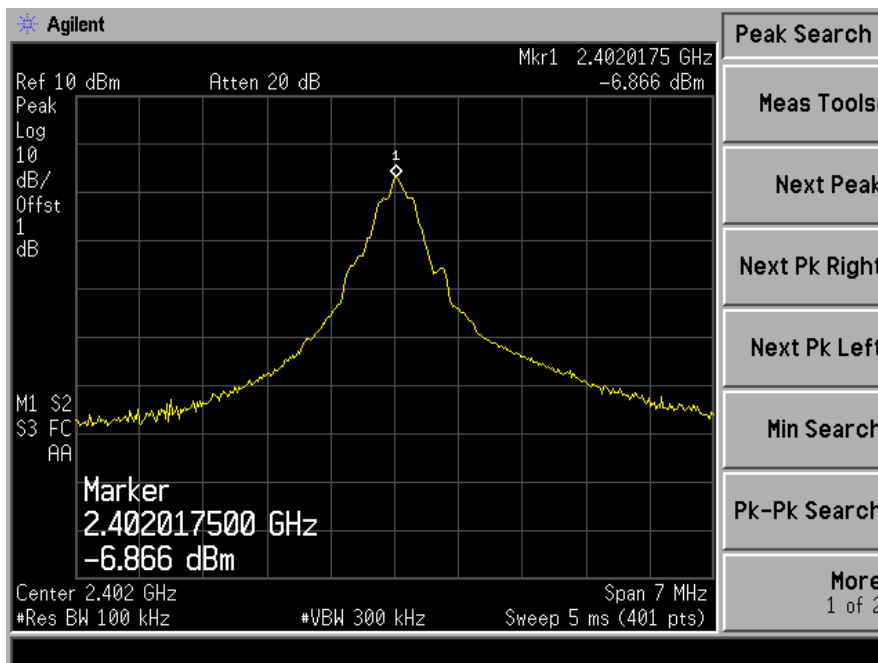 Agilent
Peak Search
Mkr1 2.4020175 GHz
Ref 10 dBm Atten 20 dB -6.866 dBm
Peak
Log
10
dB/
Offst
1
dB
1
Meas Tools
Next Peak
Next Pk Right
Next Pk Left
M1 S2
S3 FC
AA
Min Search
Marker
2.402017500 GHz
-6.866 dBm
Pk-Pk Search
Center 2.402 GHz Span 7 MHz
#Res BW 100 kHz #VBW 300 kHz Sweep 5 ms (401 pts)
More
1 of 2